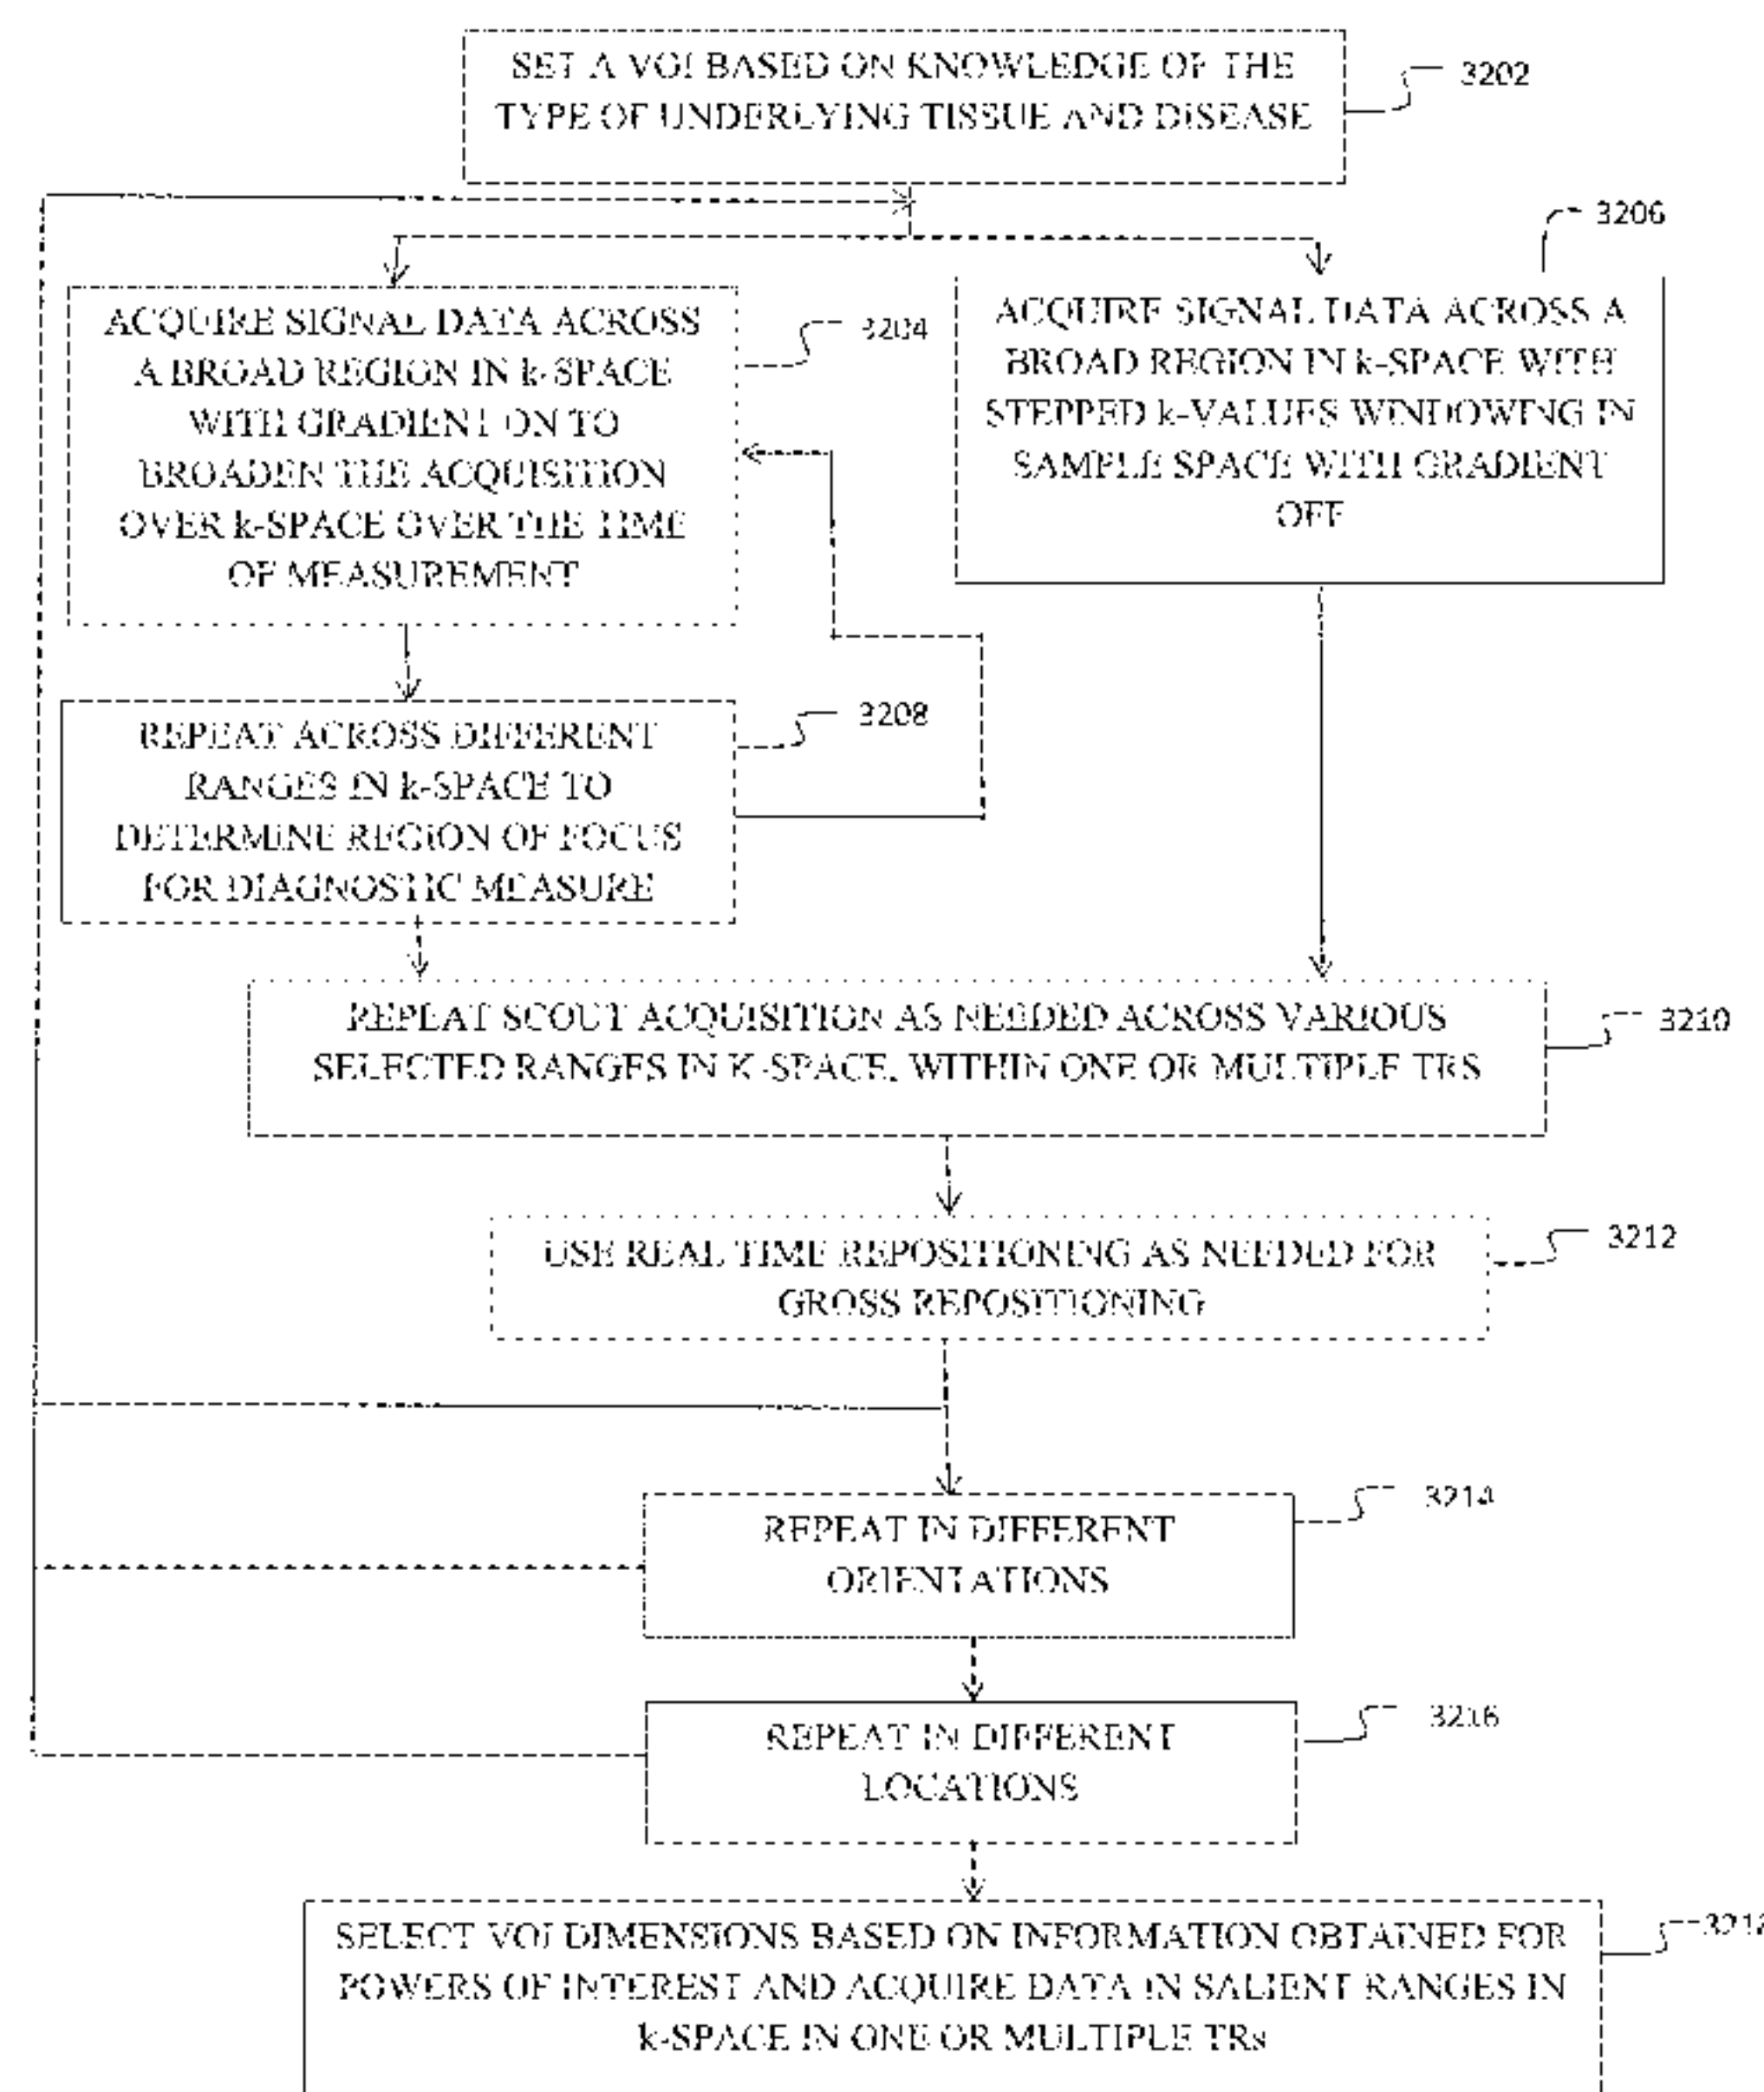 SET A VOI BASED ON KNOWLEDGE OF THE
TYPE OF UNDERLYING TISSUE AND DISEASE
3202
3206
ACQUIRE SIGNAL DATA ACROSS
A BROAD REGION IN k-SPACE
WITH GRADIENT ON TO
BROADEN THE ACQUISITION
OVER k-SPACE OVER THE TIME
OF MEASUREMENT
3204
ACQUIRE SIGNAL DATA ACROSS A
BROAD REGION IN k-SPACE WITH
STEPPED k-VALUES WINDOWING IN
SAMPLE SPACE WITH GRADIENT
OFF
REPEAT ACROSS DIFFERENT
RANGES IN k-SPACE TO
DETERMINE REGION OF FOCUS
FOR DIAGNOSTIC MEASURE
3208
REPEAT SCOUT ACQUISITION AS NEEDED ACROSS VARIOUS
SELECTED RANGES IN K-SPACE, WITHIN ONE OR MULTIPLE TRS
3210
USE REAL TIME REPOSITIONING AS NEEDED FOR
GROSS REPOSITIONING
3212
REPEAT IN DIFFERENT
ORIENTATIONS
3214
REPEAT IN DIFFERENT
LOCATIONS
3216
SELECT VOI DIMENSIONS BASED ON INFORMATION OBTAINED FOR
POWERS OF INTEREST AND ACQUIRE DATA IN SALIENT RANGES IN
k-SPACE IN ONE OR MULTIPLE TRs